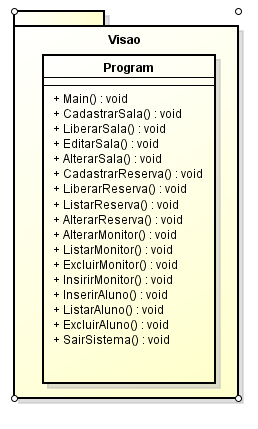 Visao
Program
+ Main() : void
+ CadastrarSala() : void
+ LiberarSala() : void
+ EditarSala() : void
+ AlterarSala() : void
+ CadastrarReserva() : void
+ LiberarReserva() : void
+ ListarReserva() : void
+ AlterarReserva() : void
+ AlterarMonitor() : void
+ ListarMonitor() : void
+ ExcluirMonitor() : void
+ InsirirMonitor() : void
+ InserirAluno() : void
+ ListarAluno() : void
+ ExcluirAluno() : void
+ SairSistema() : void